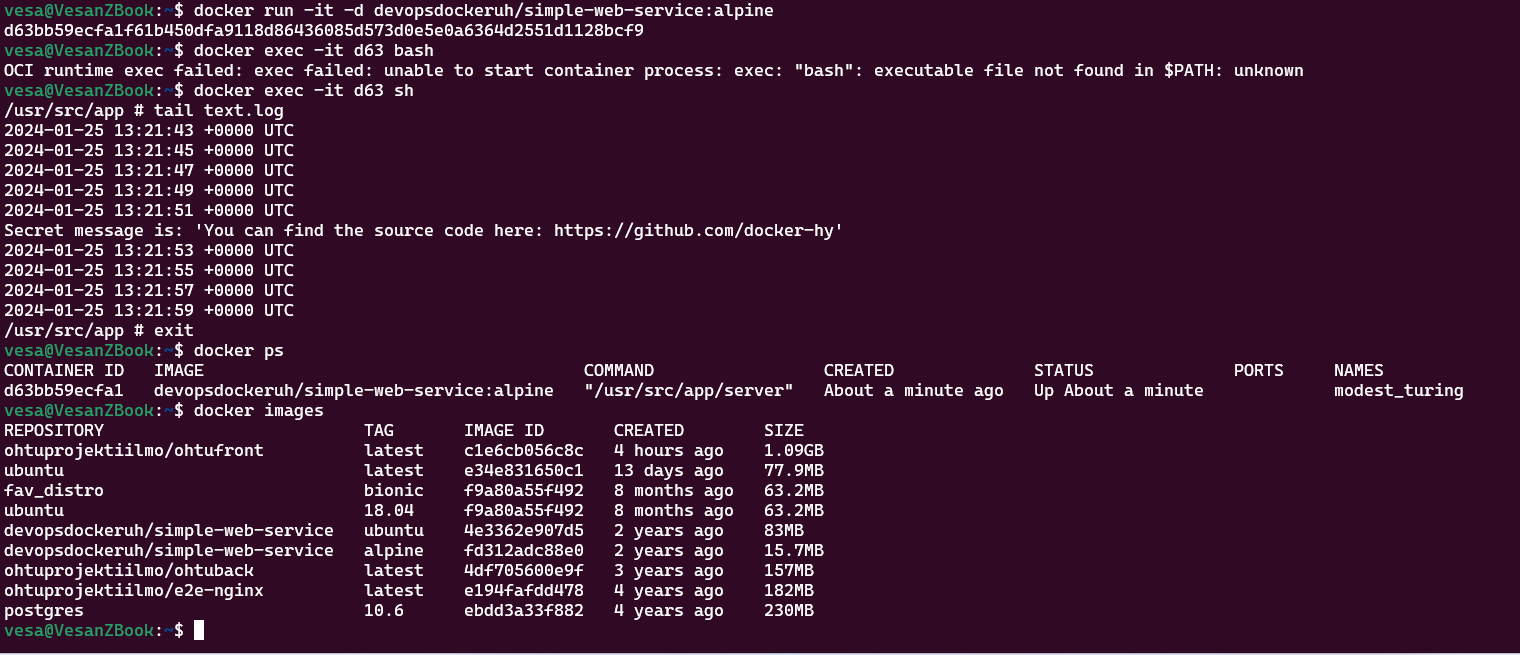 vesa@VesanZBook:~$ docker run -it -d devopsdockeruh/simple-web-service:alpine
d63bb59ecfa1f61b450dfa9118d86436085d573d0e5e0a6364d2551d1128bcf9
vesa@VesanZBook:~$ docker exec -it d63 bash
OCI runtime exec failed: exec failed: unable to start container process: exec: "bash": executable file not found in $PATH: unknown
vesa@VesanZBook:~$ docker exec -it d63 sh
/usr/src/app # tail text.log
2024-01-25 13:21:43 +0000 UTC
2024-01-25 13:21:45 +0000 UTC
2024-01-25 13:21:47 +0000 UTC
2024-01-25 13:21:49 +0000 UTC
2024-01-25 13:21:51 +0000 UTC
Secret message is: 'You can find the source code here: https://github.com/docker-hy'
2024-01-25 13:21:53 +0000 UTC
2024-01-25 13:21:55 +0000 UTC
2024-01-25 13:21:57 +0000 UTC
2024-01-25 13:21:59 +0000 UTC
/usr/src/app # exit
vesa@VesanZBook:~$ docker ps
CONTAINER ID   IMAGE                                      COMMAND                 CREATED              STATUS              PORTS     NAMES
d63bb59ecfa1   devopsdockeruh/simple-web-service:alpine   "/usr/src/app/server"   About a minute ago   Up About a minute             modest_turing
vesa@VesanZBook:~$ docker images
REPOSITORY                          TAG       IMAGE ID       CREATED        SIZE
ohtuprojektiilmo/ohtufront          latest    c1e6cb056c8c   4 hours ago    1.09GB
ubuntu                              latest    e34e831650c1   13 days ago    77.9MB
fav_distro                          bionic    f9a80a55f492   8 months ago   63.2MB
ubuntu                              18.04     f9a80a55f492   8 months ago   63.2MB
devopsdockeruh/simple-web-service   ubuntu    4e3362e907d5   2 years ago    83MB
devopsdockeruh/simple-web-service   alpine    fd312adc88e0   2 years ago    15.7MB
ohtuprojektiilmo/ohtuback           latest    4df705600e9f   3 years ago    157MB
ohtuprojektiilmo/e2e-nginx          latest    e194fafdd478   4 years ago    182MB
postgres                            10.6      ebdd3a33f882   4 years ago    230MB
vesa@VesanZBook:~$